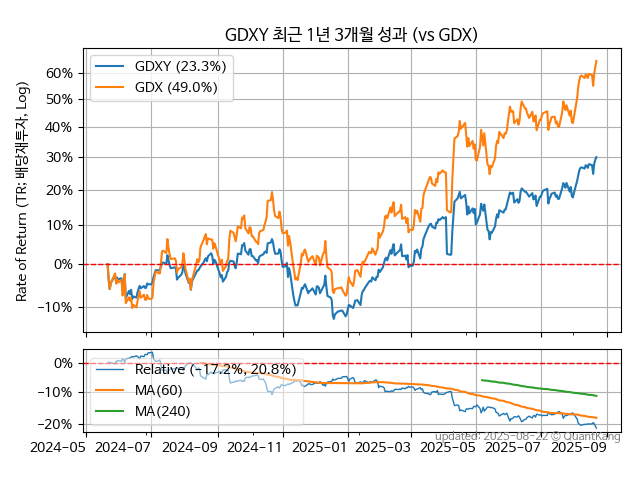 GDXY 최근 1년 3개월 성과 (vs GDX)
Rate of Return (TR: 배당재투자, Log)
GDXY (23.3%)
GDX (49.0%)
60%
50%
40%
30%
20%
10%
0%
−10%
Relative (−17.2%, 20.8%)
MA(60)
MA(240)
0%
−10%
−20%
2024-05
2024-07
2024-09
2024-11
2025-01
2025-03
2025-05
2025-07
2025-09
updated: 2025-08-22 © QuantKang